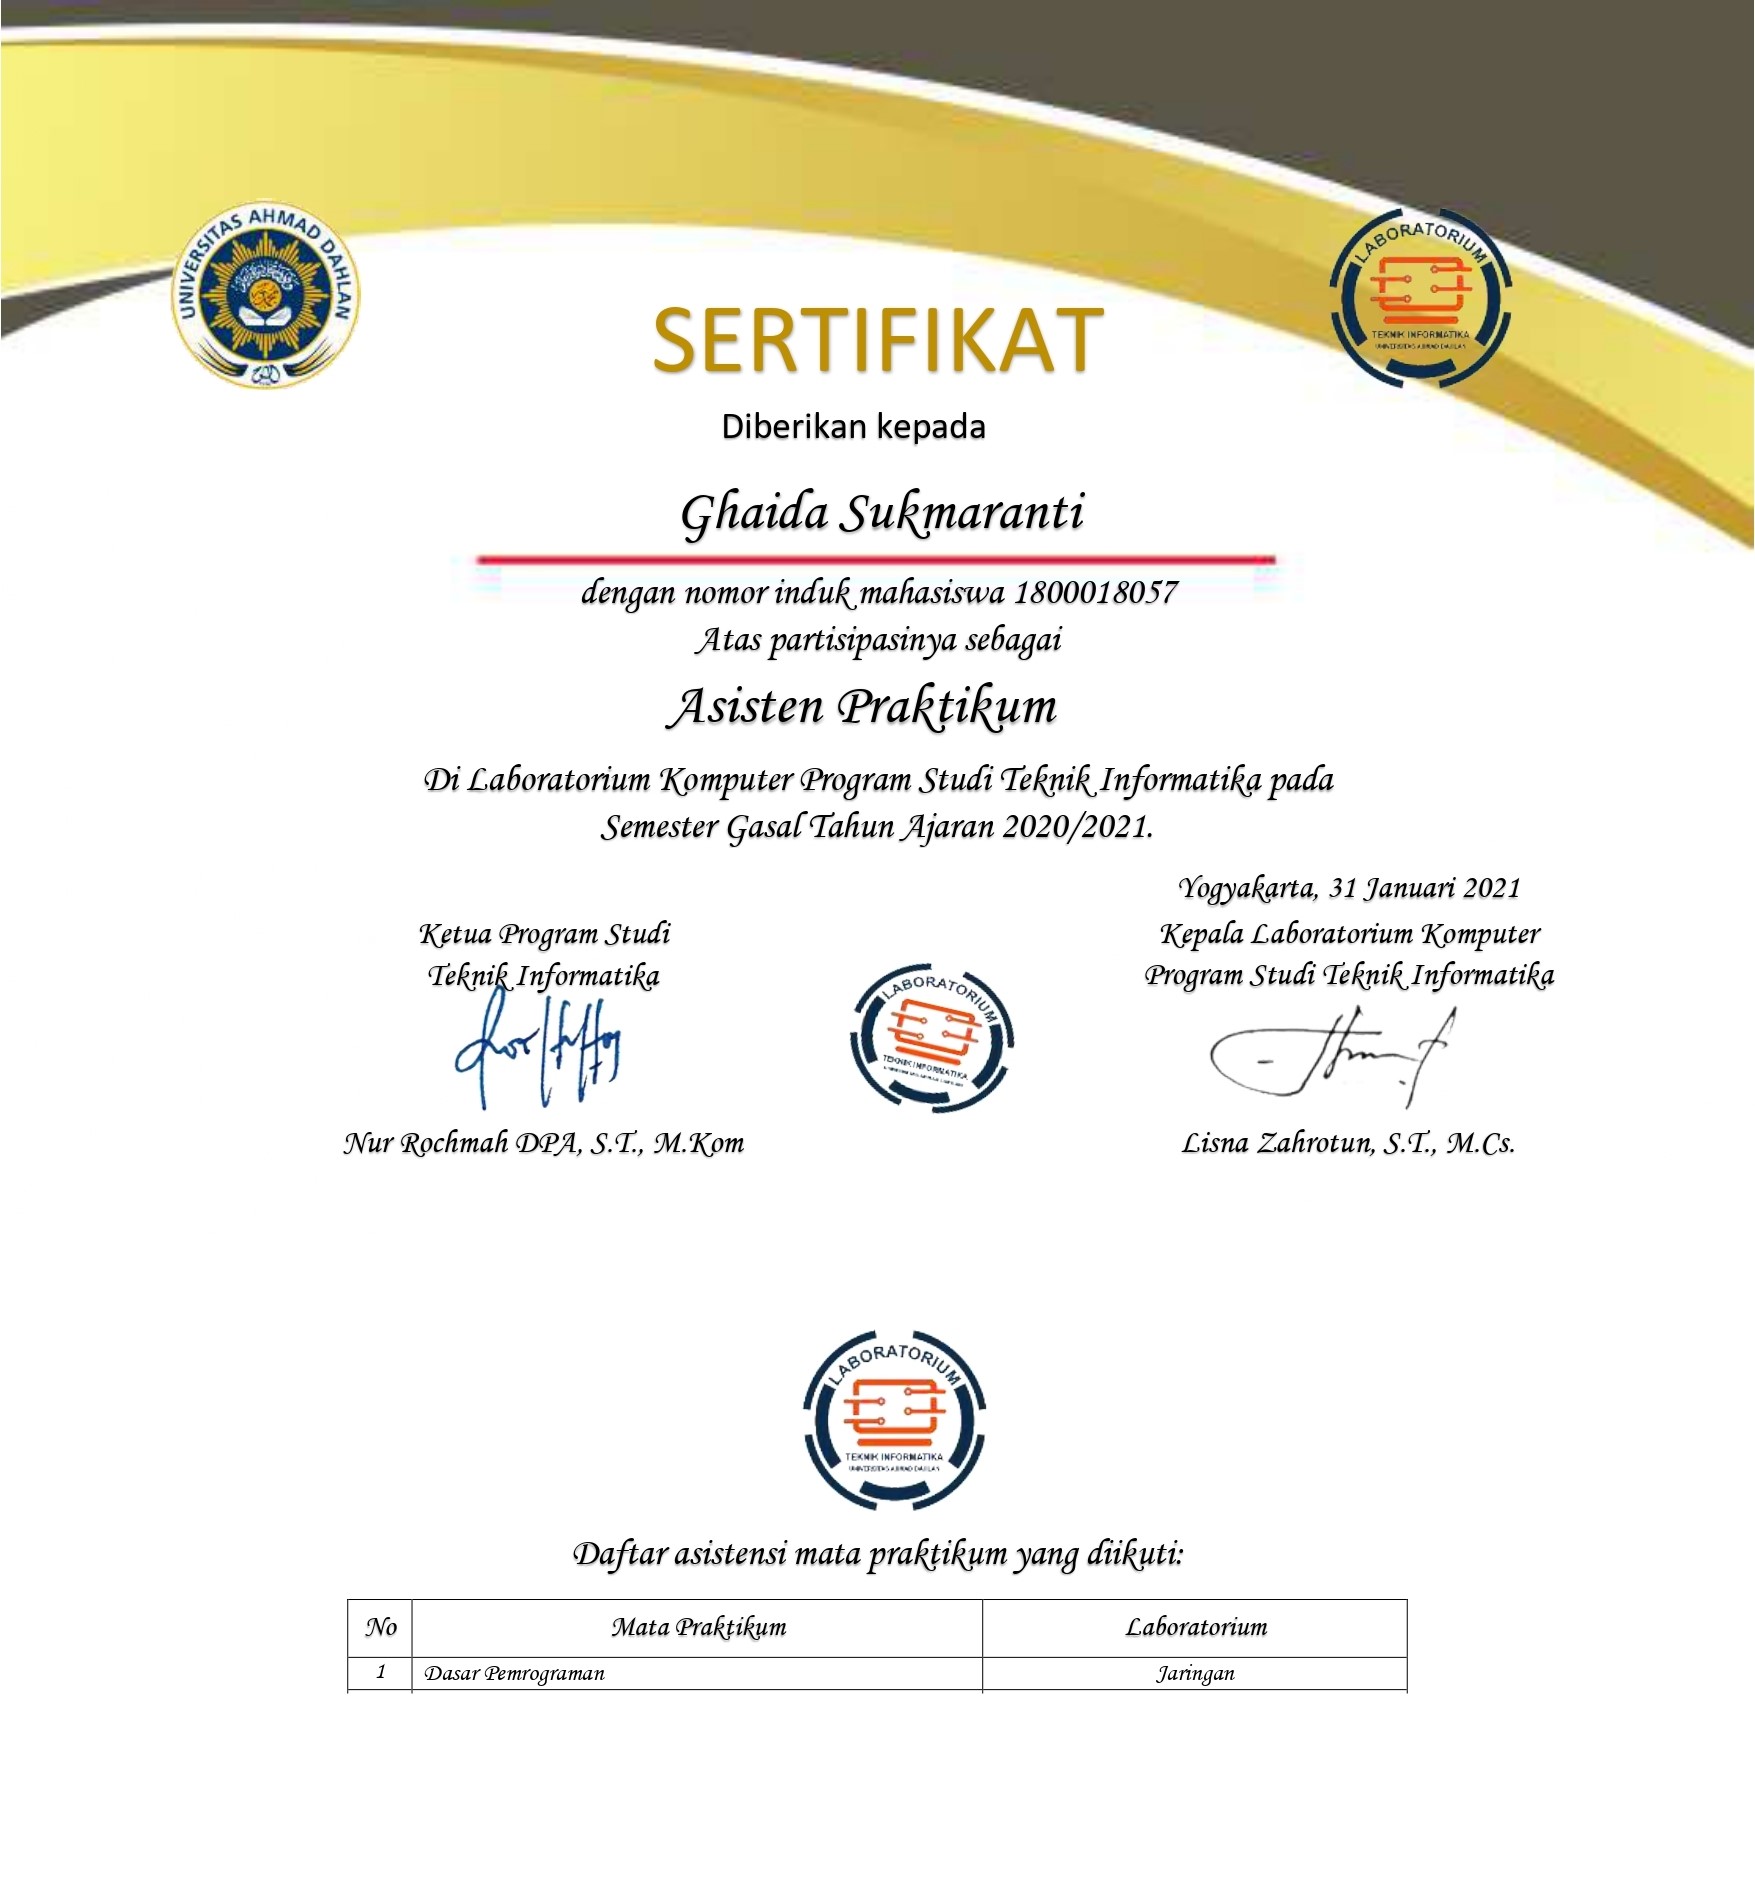 UNIVERSITAS AHMAD DAHLAN
LABORATORIUM
TEKNIK INFORMATIKA
UNIVERSITAS AHMAD DAHLAN
SERTIFIKAT
Diberikan kepada
Ghaida Sukmaranti
dengan nomor induk mahasiswa 1800018057
Atas partisipasinya sebagai
Asisten Praktikum
Di Laboratorium Komputer Program Studi Teknik Informatika pada
Semester Gasal Tahun Ajaran 2020/2021.
Yogyakarta, 31 Januari 2021
Ketua Program Studi
Teknik Informatika
Kepala Laboratorium Komputer
Program Studi Teknik Informatika
LABORATORIUM
TEKNIK INFORMATIKA
Nur Rochmah DPA, S.T., M.Kom
Lisna Zahrotun, S.T., M.Cs.
LABORATORIUM
TEKNIK INFORMATIKA
UNIVERSITAS AHMAD DAHLAN
Daftar asistensi mata praktikum yang diikuti:
No Mata Praktikum Laboratorium
1 Dasar Pemrograman Jaringan